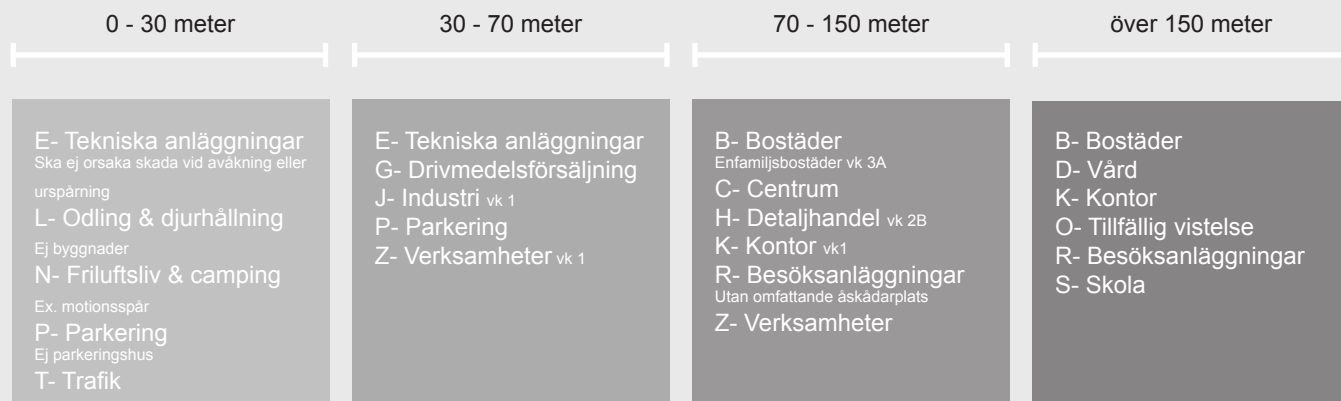 0 - 30 meter
30 - 70 meter
70 - 150 meter
över 150 meter
E- Tekniska anläggningar
Ska ej orsaka skada vid avåkning eller
urspårning
L- Odling & djurhållning
Ej byggnader
N- Friluftsliv & camping
Ex. motionsspår
P- Parkering
Ej parkeringshus
T- Trafik
E- Tekniska anläggningar
G- Drivmedelsförsäljning
J- Industri vk 1
P- Parkering
Z- Verksamheter vk 1
B- Bostäder
Enfamiljsbostäder vk 3A
C- Centrum
H- Detaljhandel vk 2B
K- Kontor vk1
R- Besöksanläggningar
Utan omfattande åskådarplats
Z- Verksamheter
B- Bostäder
D- Vård
K- Kontor
O- Tillfällig vistelse
R- Besöksanläggningar
S- Skola